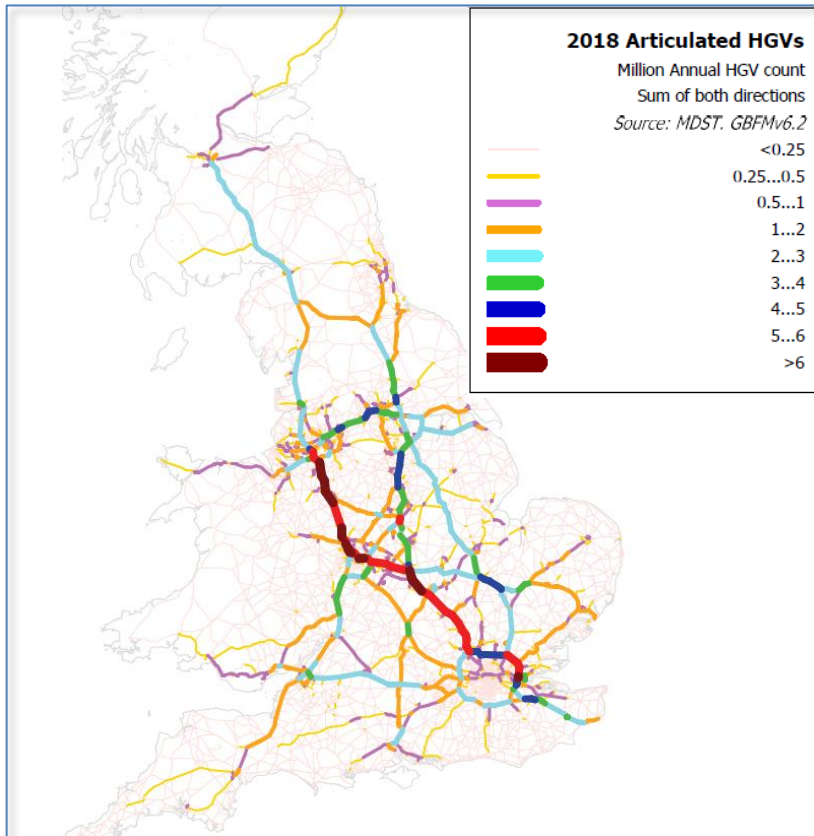 2018 Articulated HGVs
Million Annual HGV count
Sum of both directions
Source: MDST. GBFMv6.2
<0.25
0.25...0.5
0.5...1
1...2
2...3
3...4
4...5
5...6
>6